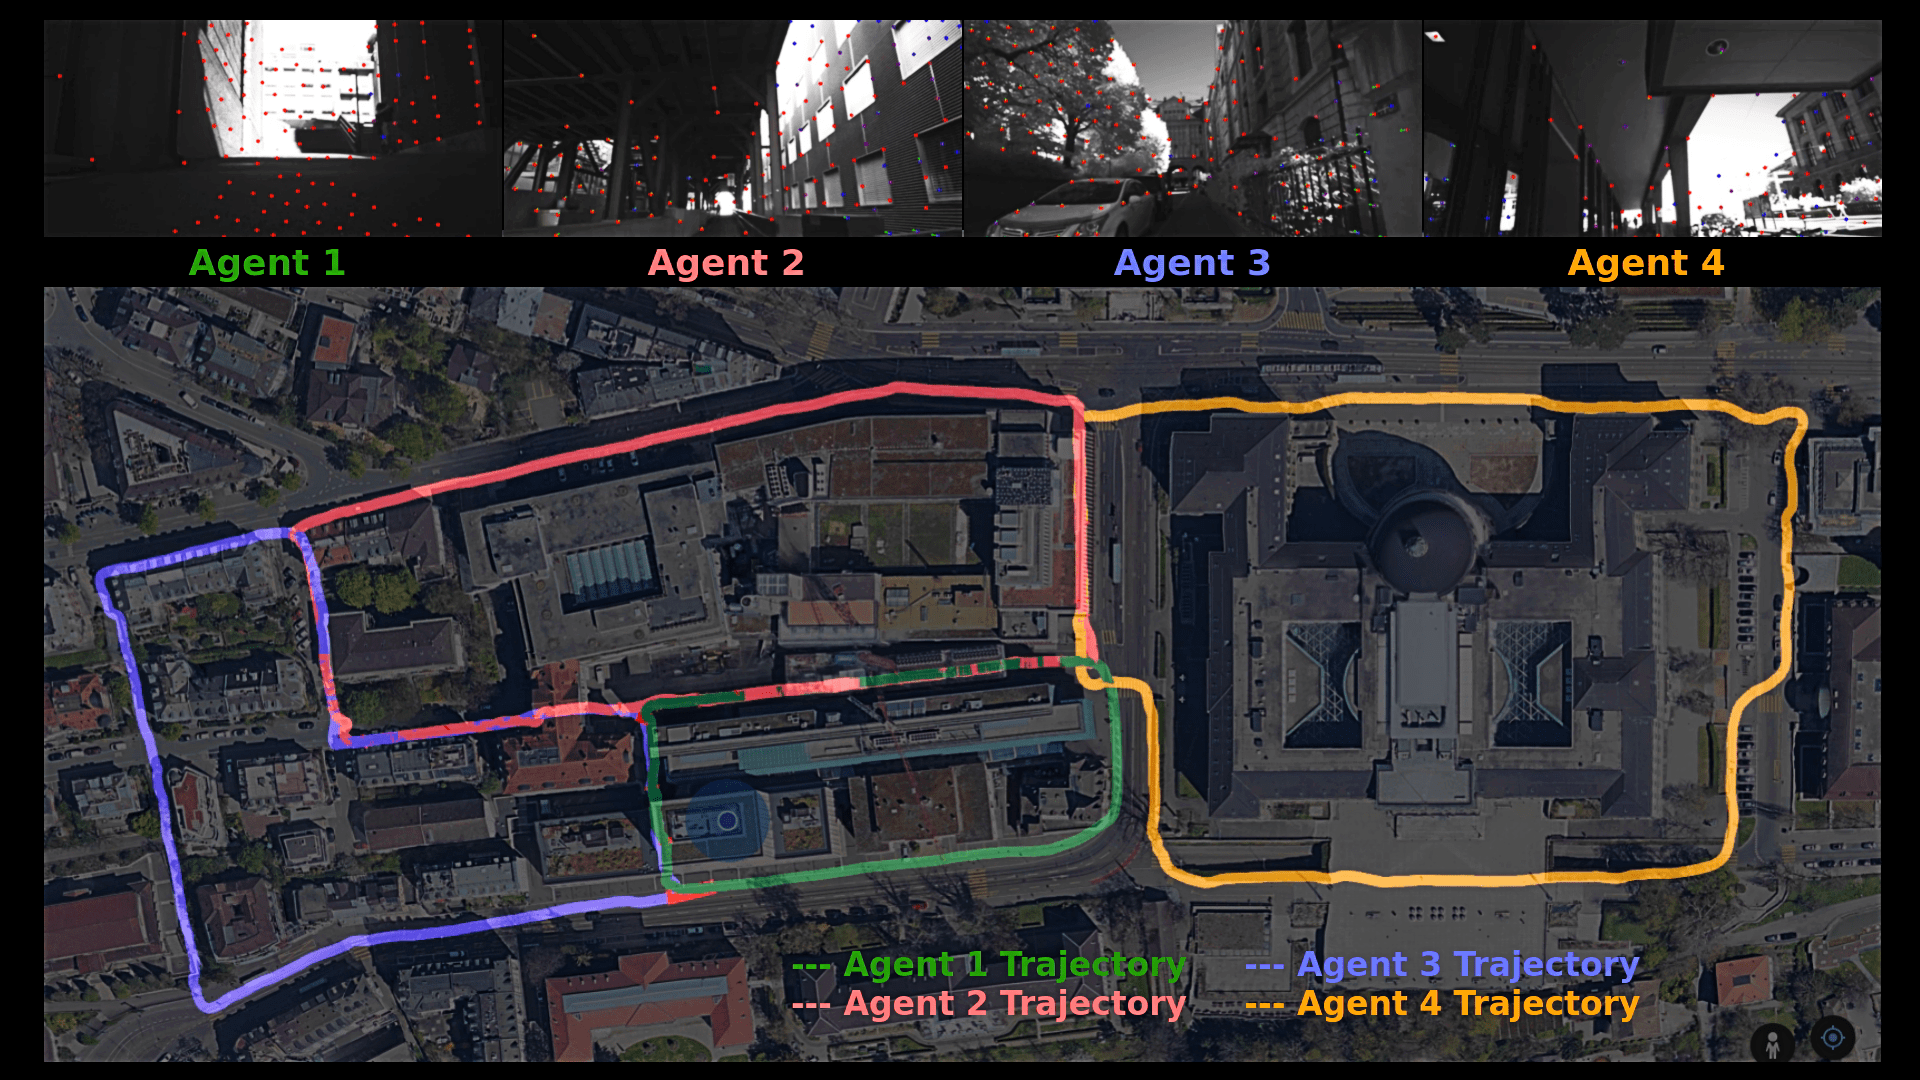 Agent 1
Agent 2
Agent 3
Agent 4
--- Agent 1 Trajectory
--- Agent 3 Trajectory
--- Agent 2 Trajectory
--- Agent 4 Trajectory